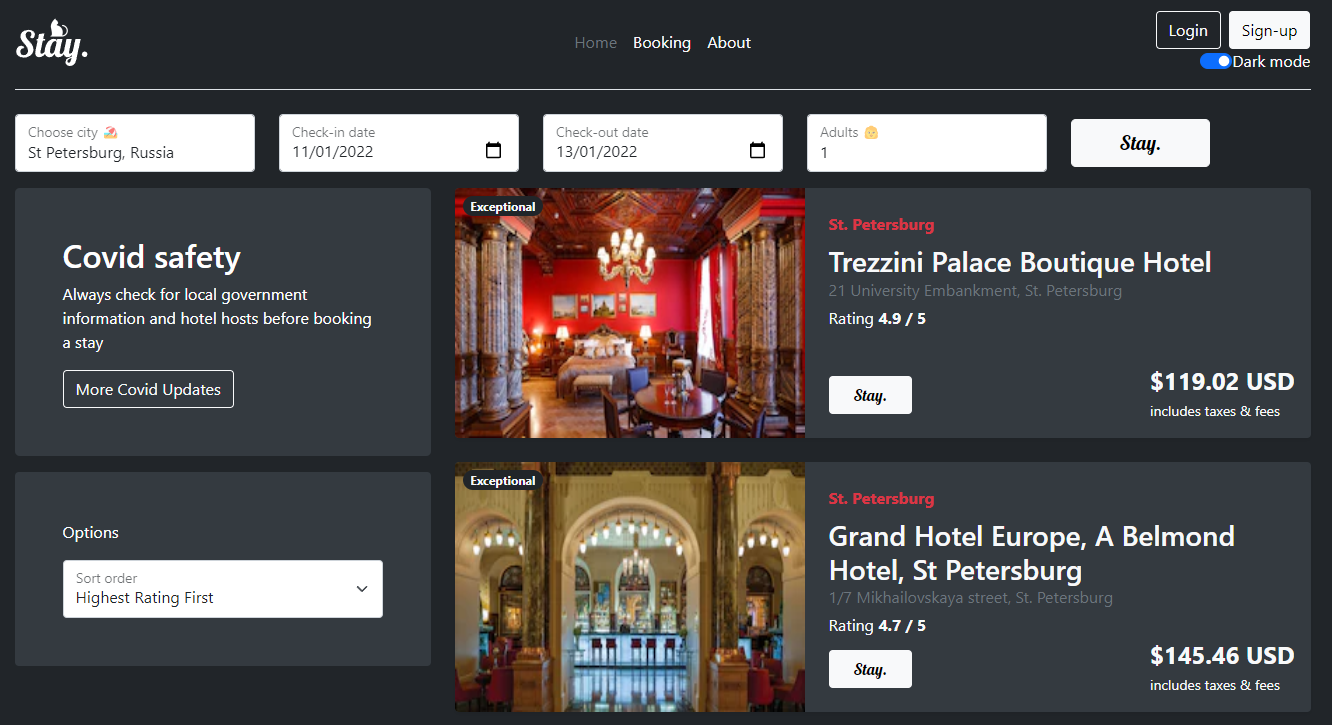 Stay.
Home Booking About
Login Sign-up
Dark mode
Choose city
St Petersburg, Russia
Check-in date
11/01/2022
Check-out date
13/01/2022
Adults
1
Stay.
Covid safety
Always check for local government
information and hotel hosts before booking
a stay
More Covid Updates
Options
Sort order
Highest Rating First
Exceptional
St. Petersburg
Trezzini Palace Boutique Hotel
21 University Embankment, St. Petersburg
Rating 4.9 / 5
Stay.
$119.02 USD
includes taxes & fees
Exceptional
St. Petersburg
Grand Hotel Europe, A Belmond
Hotel, St Petersburg
1/7 Mikhailovskaya street, St. Petersburg
Rating 4.7 / 5
Stay.
$145.46 USD
includes taxes & fees